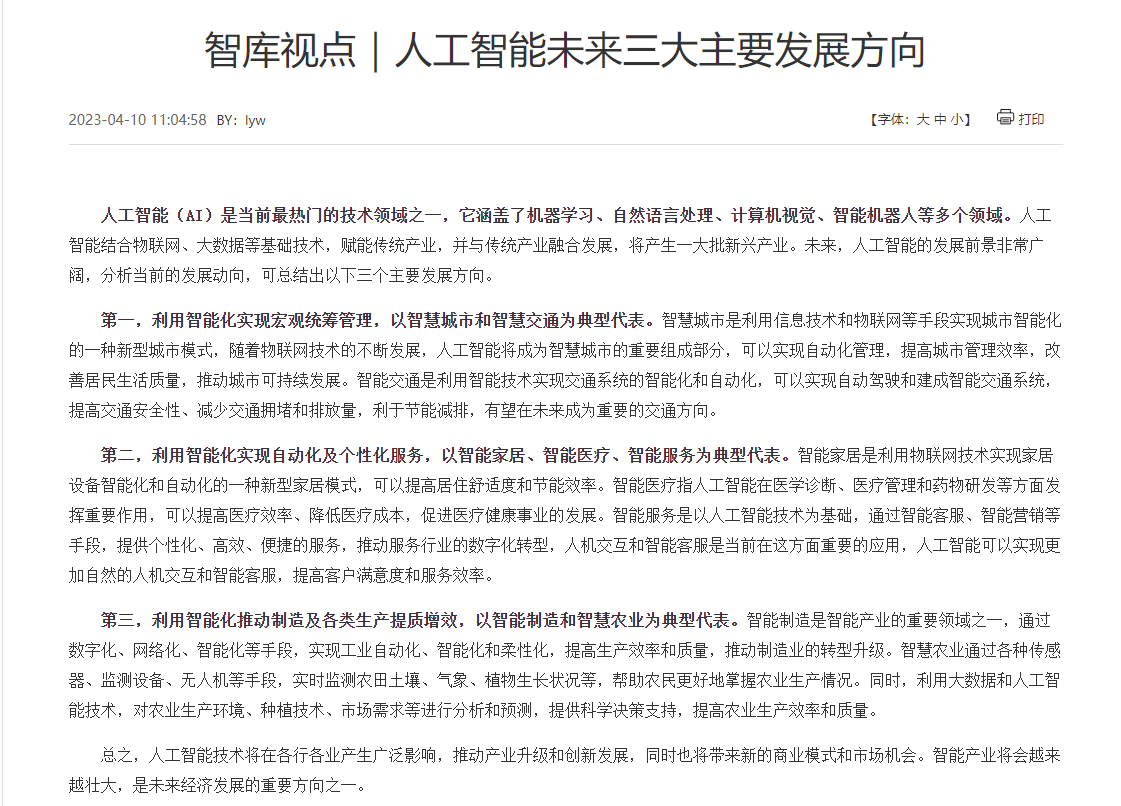 智库视点｜人工智能未来三大主要发展方向
2023-04-10 11:04:58 BY：lyw
【字体：大 中 小】 打印
人工智能（AI）是当前最热门的技术领域之一，它涵盖了机器学习、自然语言处理、计算机视觉、智能机器人等多个领域。人工
智能结合物联网、大数据等基础技术，赋能传统产业，并与传统产业融合发展，将产生一大批新兴产业。未来，人工智能的发展前景非常广
阔，分析当前的发展动向，可总结出以下三个主要发展方向。
第一，利用智能化实现宏观统筹管理，以智慧城市和智慧交通为典型代表。智慧城市是利用信息技术和物联网等手段实现城市智能化
的一种新型城市模式，随着物联网技术的不断发展，人工智能将成为智慧城市的重要组成部分，可以实现自动化管理，提高城市管理效率，改
善居民生活质量，推动城市可持续发展。智能交通是利用智能技术实现交通系统的智能化和自动化，可以实现自动驾驶和建成智能交通系统，
提高交通安全性、减少交通拥堵和排放量，利于节能减排，有望在未来成为重要的交通方向。
第二，利用智能化实现自动化及个性化服务，以智能家居、智能医疗、智能服务为典型代表。智能家居是利用物联网技术实现家居
设备智能化和自动化的一种新型家居模式，可以提高居住舒适度和节能效率。智能医疗指人工智能在医学诊断、医疗管理和药物研发等方面发
挥重要作用，可以提高医疗效率、降低医疗成本，促进医疗健康事业的发展。智能服务是以人工智能技术为基础，通过智能客服、智能营销等
手段，提供个性化、高效、便捷的服务，推动服务行业的数字化转型，人机交互和智能客服是当前在这方面重要的应用，人工智能可以实现更
加自然的人机交互和智能客服，提高客户满意度和服务效率。
第三，利用智能化推动制造及各类生产提质增效，以智能制造和智慧农业为典型代表。智能制造是智能产业的重要领域之一，通过
数字化、网络化、智能化等手段，实现工业自动化、智能化和柔性化，提高生产效率和质量，推动制造业的转型升级。智慧农业通过各种传感
器、监测设备、无人机等手段，实时监测农田土壤、气象、植物生长状况等，帮助农民更好地掌握农业生产情况。同时，利用大数据和人工智
能技术，对农业生产环境、种植技术、市场需求等进行分析和预测，提供科学决策支持，提高农业生产效率和质量。
总之，人工智能技术将在各行各业产生广泛影响，推动产业升级和创新发展，同时也将带来新的商业模式和市场机会。智能产业将会越来
越壮大，是未来经济发展的重要方向之一。